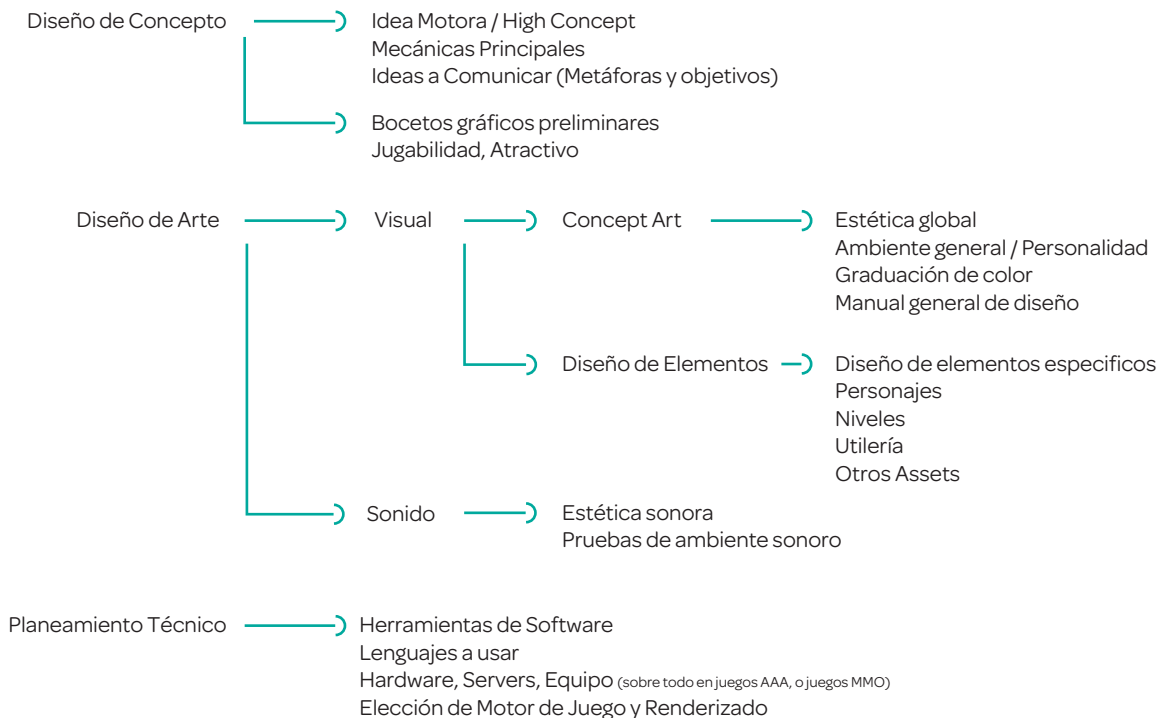 Diseño de Concepto
Idea Motora / High Concept
Mecánicas Principales
Ideas a Comunicar (Metáforas y objetivos)
Bocetos gráficos preliminares
Jugabilidad, Atractivo
Diseño de Arte
Visual
Concept Art
Estética global
Ambiente general / Personalidad
Graduación de color
Manual general de diseño
Diseño de Elementos
Diseño de elementos especificos
Personajes
Niveles
Utilería
Otros Assets
Sonido
Estética sonora
Pruebas de ambiente sonoro
Planeamiento Técnico
Herramientas de Software
Lenguajes a usar
Hardware, Servers, Equipo (sobre todo en juegos AAA, o juegos MMO)
Elección de Motor de Juego y Renderizado